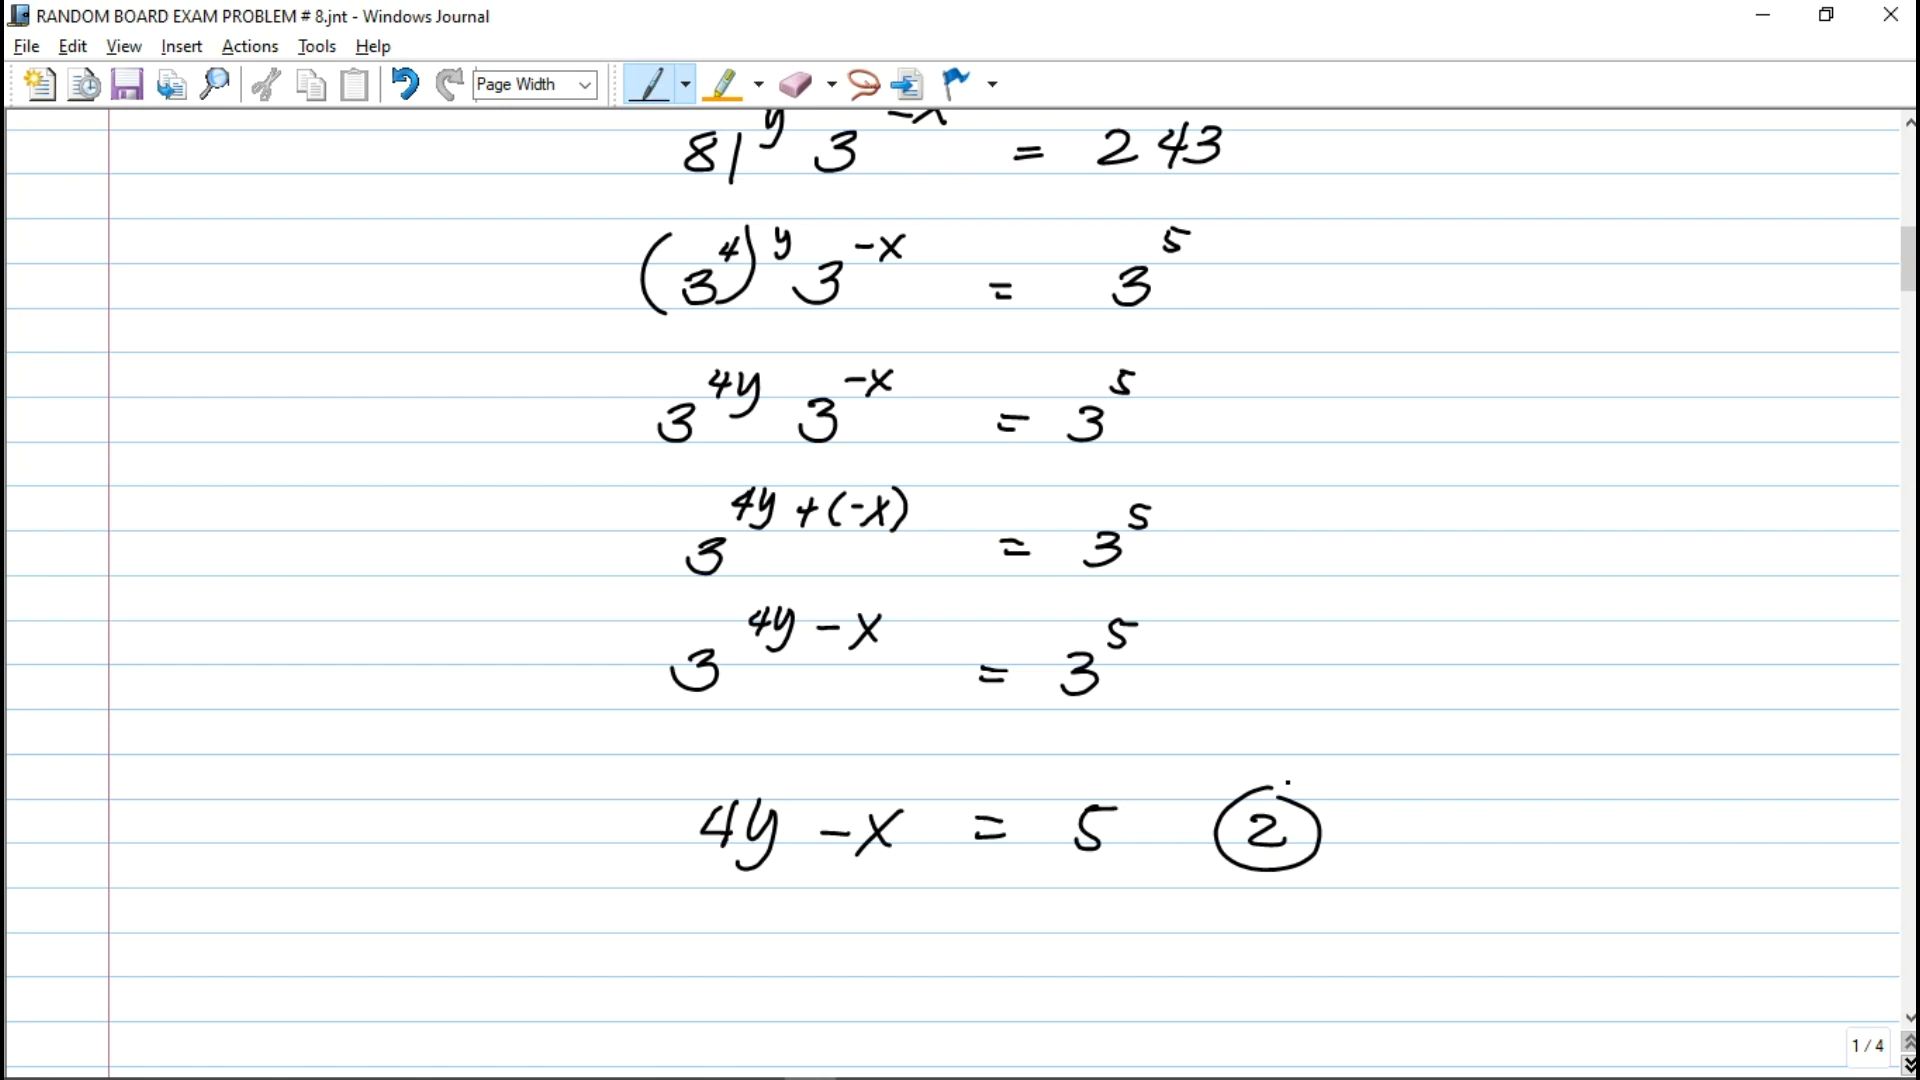 RANDOM BOARD EXAM PROBLEM # 8.jnt - Windows Journal
File Edit View Insert Actions Tools Help
Page Width
81^y 3^-x = 243
(3^4)^y 3^-x = 3^5
3^4y 3^-x = 3^5
3^4y+(-x) = 3^5
3^4y-x = 3^5
4y - x = 5 2
1 / 4